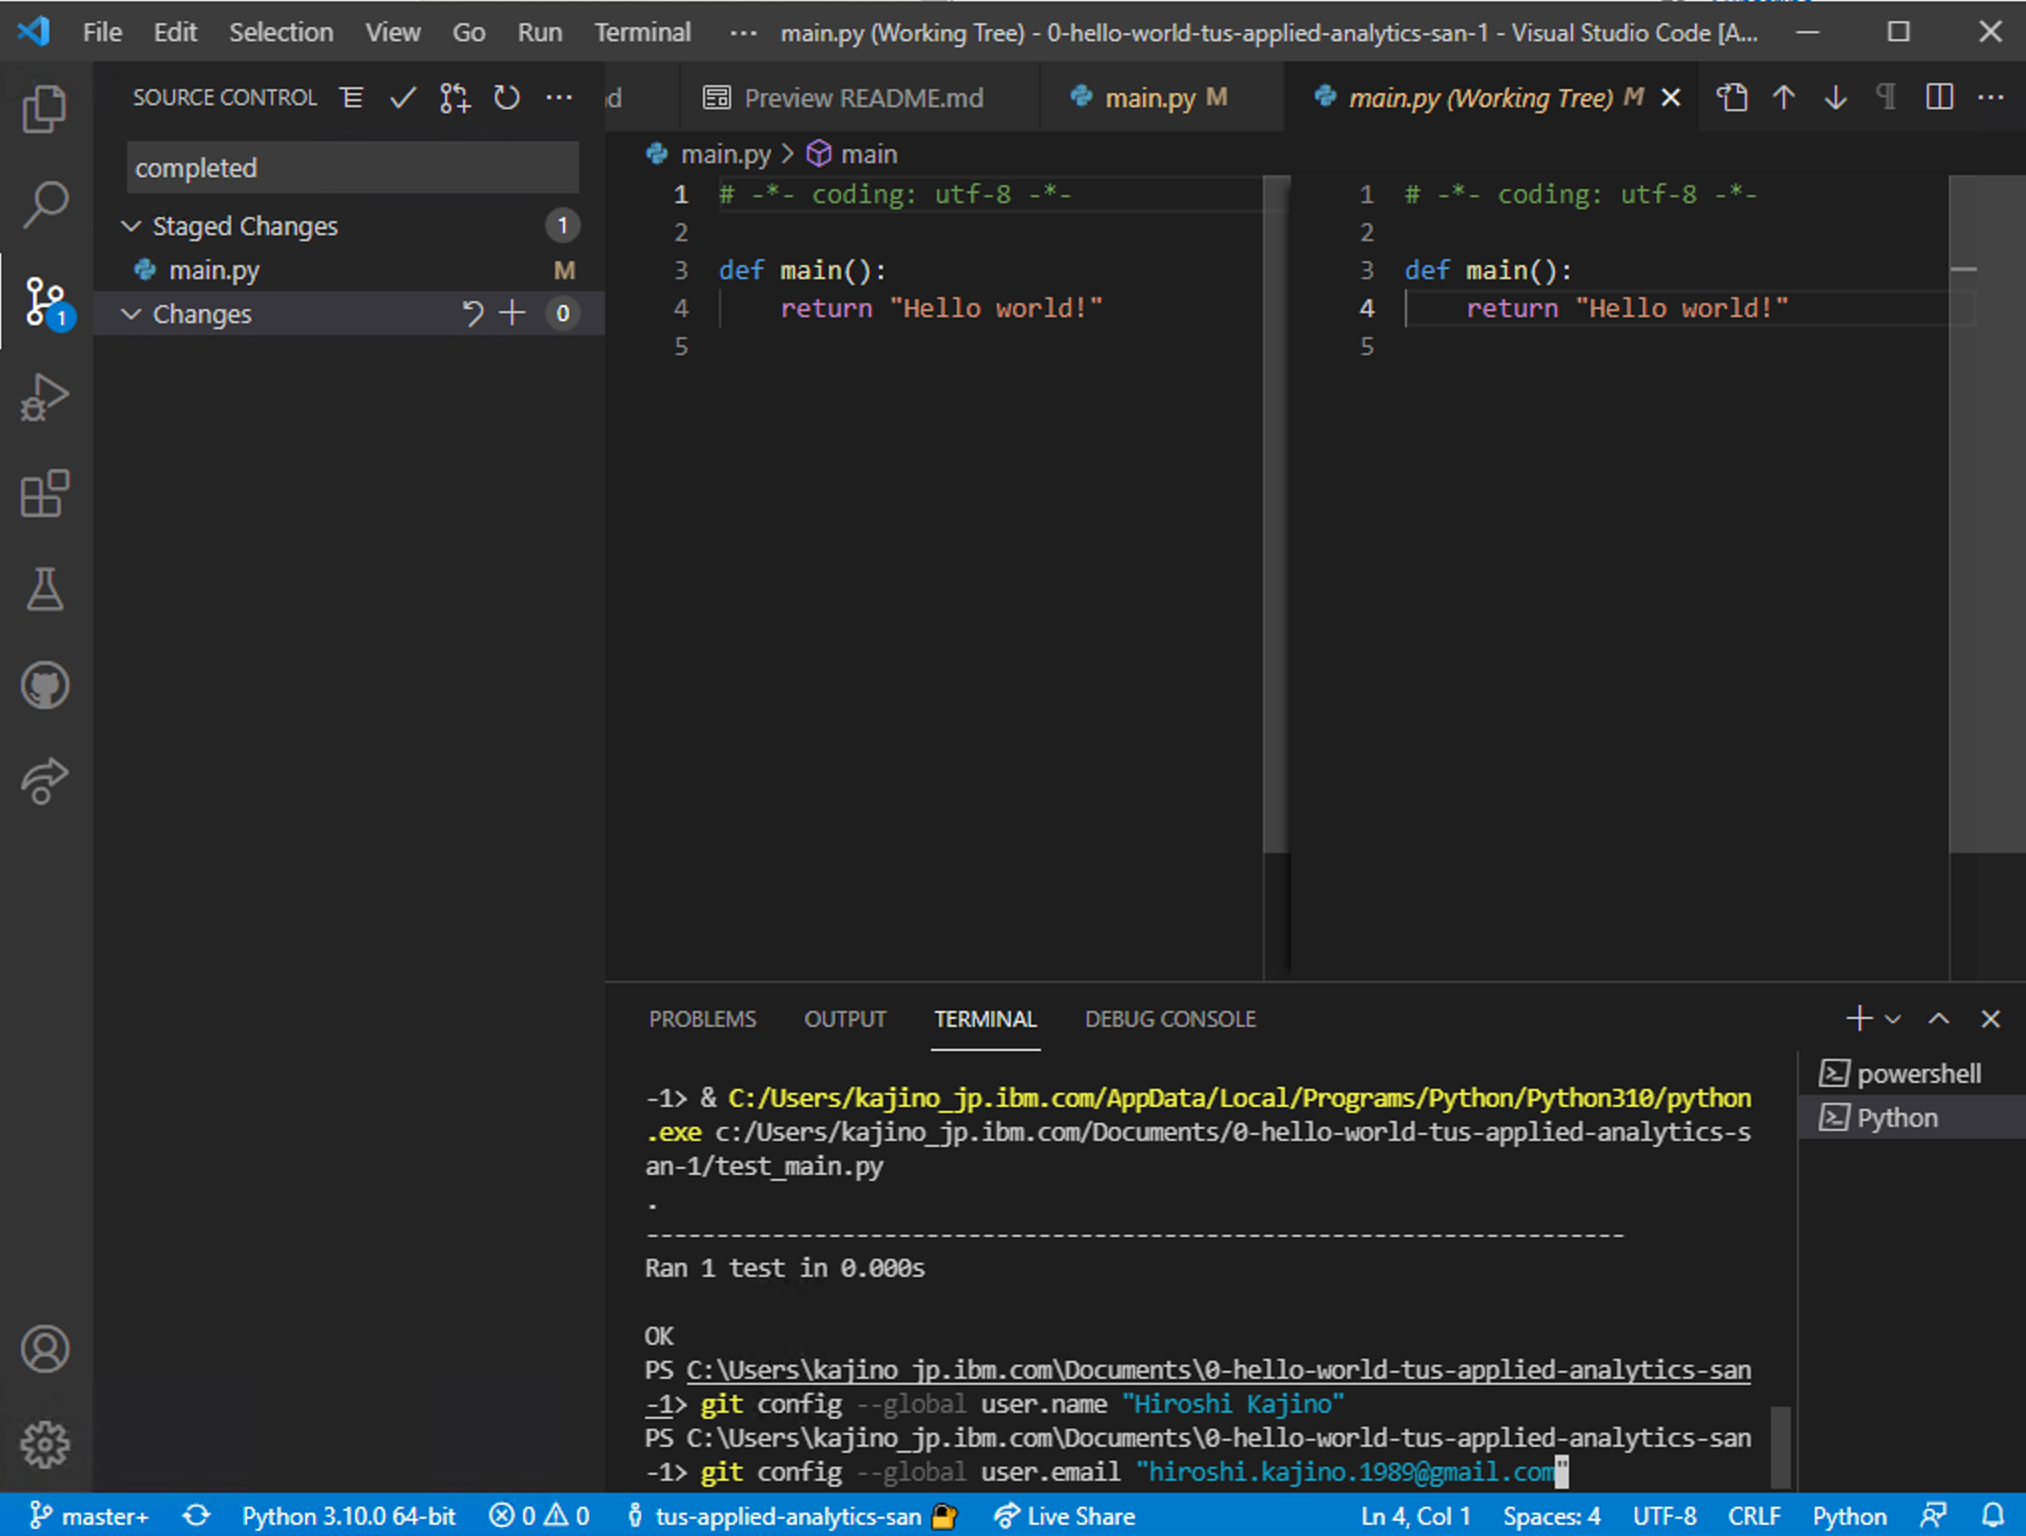 File Edit Selection View Go Run Terminal ··· main.py (Working Tree) - 0-hello-world-tus-applied-analytics-san-1 - Visual Studio Code [A...
SOURCE CONTROL
completed
Staged Changes 1
main.py M
Changes 0
1
Preview README.md main.py M main.py (Working Tree) M
main.py > main
1 # -*- coding: utf-8 -*-
2
3 def main():
4 return "Hello world!"
5
1 # -*- coding: utf-8 -*-
2
3 def main():
4 return "Hello world!"
5
PROBLEMS OUTPUT TERMINAL DEBUG CONSOLE
powershell
Python
-1> & C:/Users/kajino_jp.ibm.com/AppData/Local/Programs/Python/Python310/python
.exe c:/Users/kajino_jp.ibm.com/Documents/0-hello-world-tus-applied-analytics-s
an-1/test_main.py
.
----------------------------------------------------------------------
Ran 1 test in 0.000s
OK
PS C:\Users\kajino_jp.ibm.com\Documents\0-hello-world-tus-applied-analytics-san
-1> git config --global user.name "Hiroshi Kajino"
PS C:\Users\kajino_jp.ibm.com\Documents\0-hello-world-tus-applied-analytics-san
-1> git config --global user.email "hiroshi.kajino.1989@gmail.com"
master+ Python 3.10.0 64-bit 0 0 tus-applied-analytics-san Live Share Ln 4, Col 1 Spaces: 4 UTF-8 CRLF Python